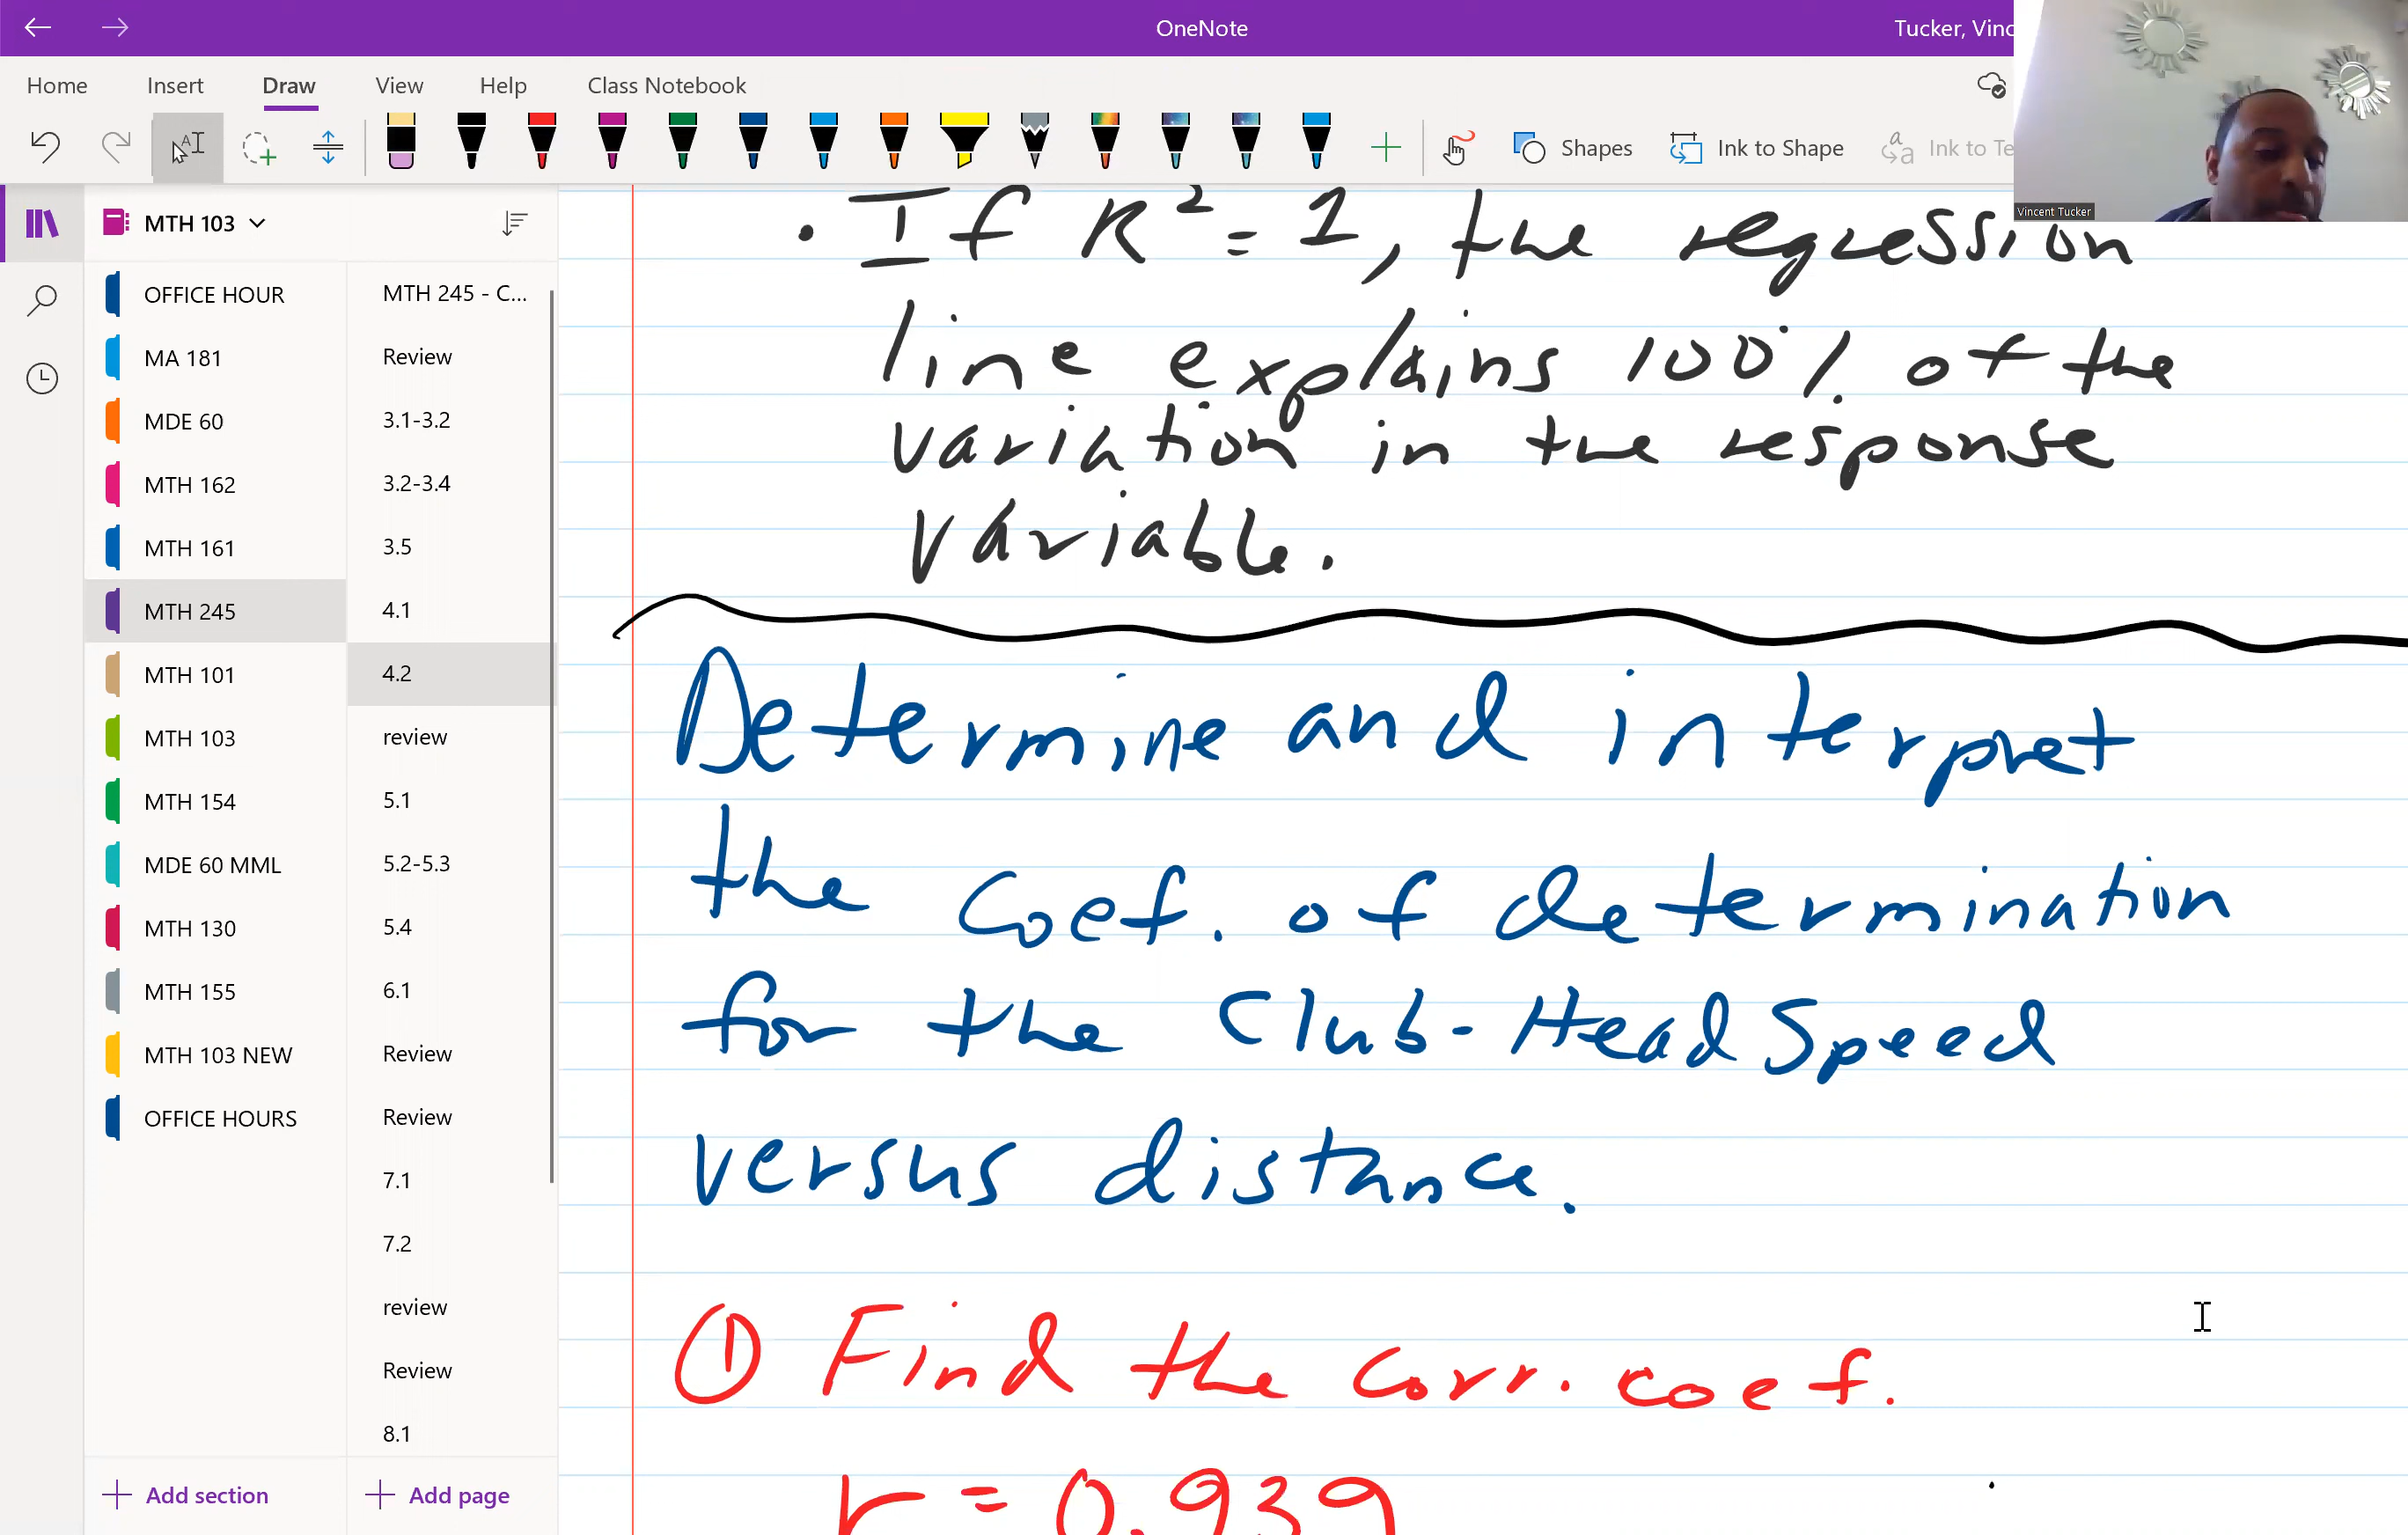 OneNote
Tucker, Vinc
Home Insert Draw View Help Class Notebook
Shapes Ink to Shape Ink to Te
Vincent Tucker
MTH 103
OFFICE HOUR
MA 181
MDE 60
MTH 162
MTH 161
MTH 245
MTH 101
MTH 103
MTH 154
MDE 60 MML
MTH 130
MTH 155
MTH 103 NEW
OFFICE HOURS
Add section
MTH 245 - C...
Review
3.1-3.2
3.2-3.4
3.5
4.1
4.2
review
5.1
5.2-5.3
5.4
6.1
Review
Review
7.1
7.2
review
Review
8.1
Add page
· If R² = 1, the regression
line explains 100% of the
variation in the response
variable.
Determine and interpret
the coef. of determination
for the Club-Head Speed
versus distance.
① Find the corr. coef.
r = 0.939